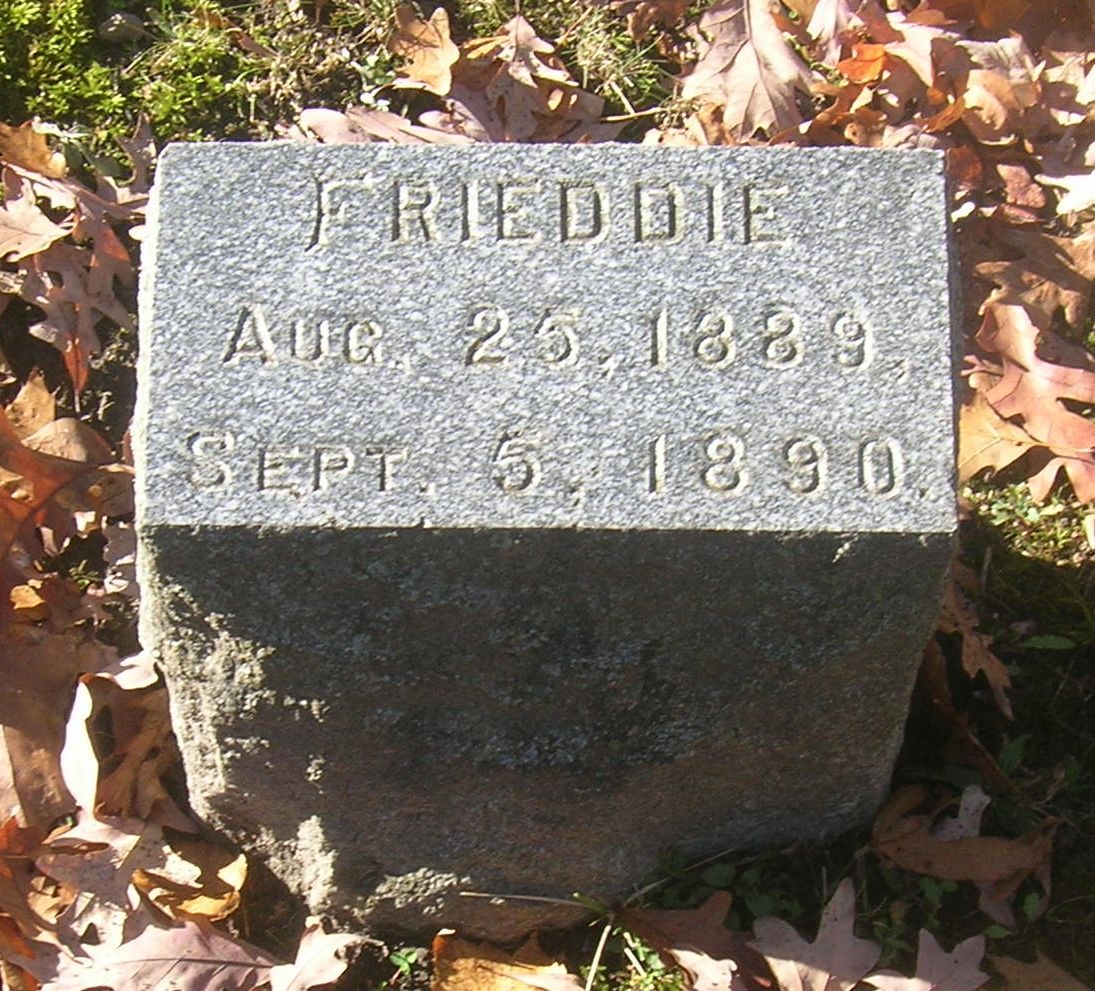 FRIEDDIE
AUG. 25, 1889,
SEPT. 5, 1890.